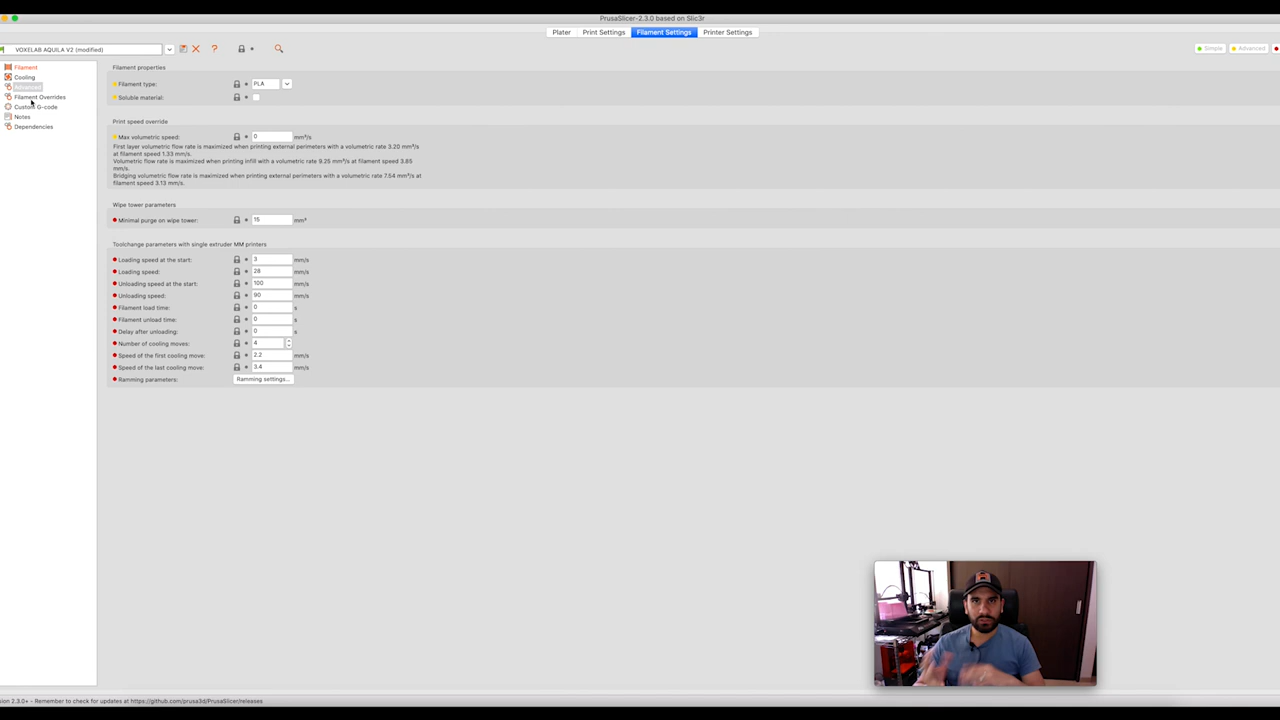 PrusaSlicer-2.3.0 based on Slic3r
Plater
Print Settings
Filament Settings
Printer Settings
VOXELAB AQUILA V2 (modified)
Simple
Advanced
Filament
Cooling
Advanced
Filament Overrides
Custom G-code
Notes
Dependencies
Filament properties
Filament type:
PLA
Soluble material:
Print speed override
Max volumetric speed:
0
mm³/s
First layer volumetric flow rate is maximized when printing external perimeters with a volumetric rate 3.20 mm³/s
at filament speed 1.33 mm/s.
Volumetric flow rate is maximized when printing infill with a volumetric rate 9.25 mm³/s at filament speed 3.85
mm/s.
Bridging volumetric flow rate is maximized when printing external perimeters with a volumetric rate 7.54 mm³/s at
filament speed 3.13 mm/s.
Wipe tower parameters
Minimal purge on wipe tower:
15
mm³
Toolchange parameters with single extruder MM printers
Loading speed at the start:
3
mm/s
Loading speed:
28
mm/s
Unloading speed at the start:
100
mm/s
Unloading speed:
90
mm/s
Filament load time:
0
s
Filament unload time:
0
s
Delay after unloading:
0
s
Number of cooling moves:
4
Speed of the first cooling move:
2.2
mm/s
Speed of the last cooling move:
3.4
mm/s
Ramming parameters:
Ramming settings...
sion 2.3.0+ - Remember to check for updates at https://github.com/prusa3d/PrusaSlicer/releases